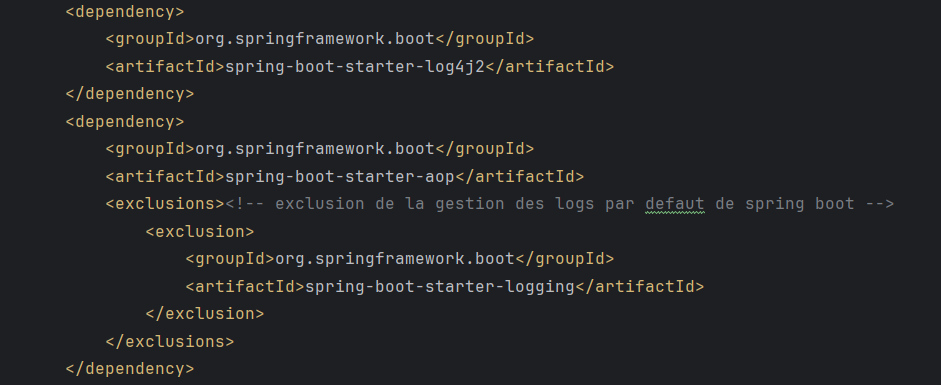 <dependency>
<groupId>org.springframework.boot</groupId>
<artifactId>spring-boot-starter-log4j2</artifactId>
</dependency>
<dependency>
<groupId>org.springframework.boot</groupId>
<artifactId>spring-boot-starter-aop</artifactId>
<exclusions><!-- exclusion de la gestion des logs par defaut de spring boot -->
<exclusion>
<groupId>org.springframework.boot</groupId>
<artifactId>spring-boot-starter-logging</artifactId>
</exclusion>
</exclusions>
</dependency>